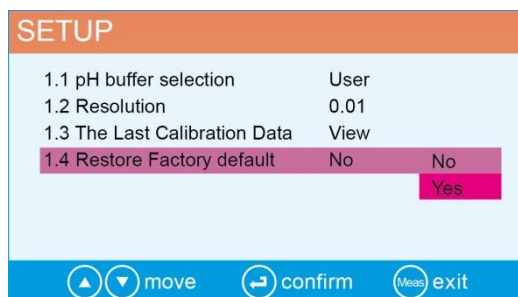 SETUP
1.1 pH buffer selection User
1.2 Resolution 0.01
1.3 The Last Calibration Data View
1.4 Restore Factory default No No
Yes
move confirm Meas exit